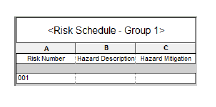 <Risk Schedule - Group 1>
A B C
Risk Number Hazard Description Hazard Mitigation
001